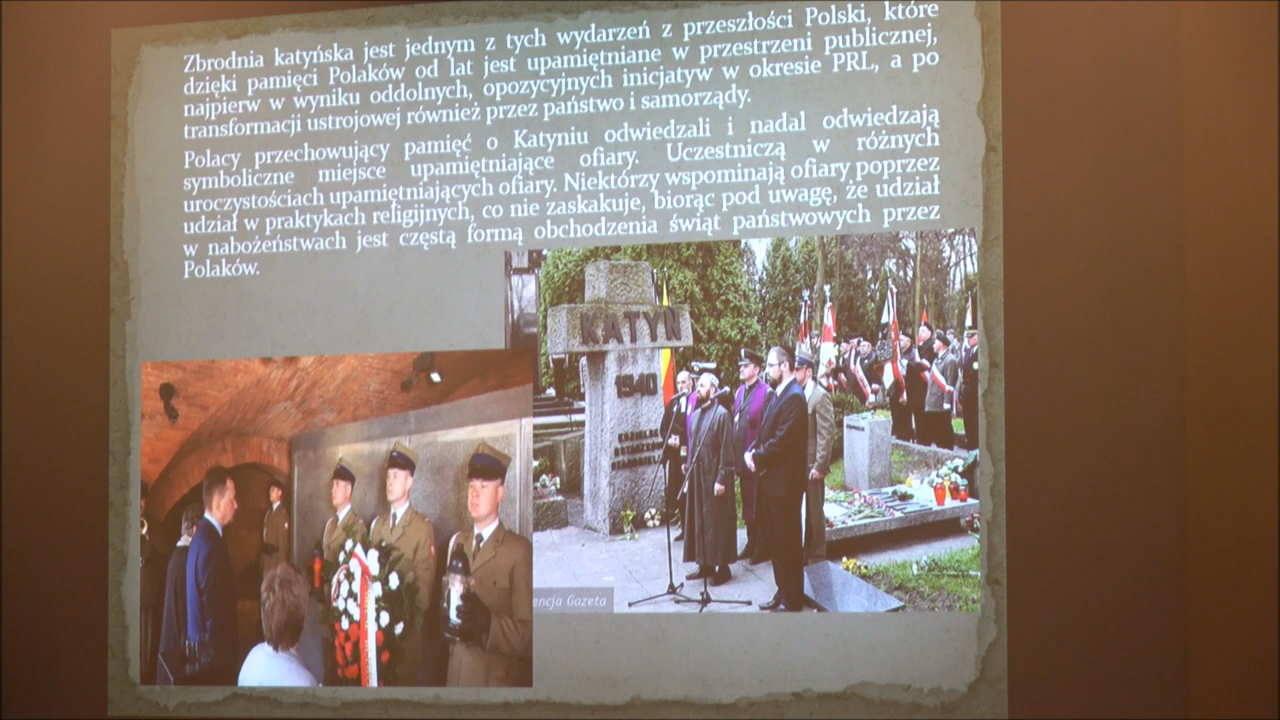 Zbrodnia katyńska jest jednym z tych wydarzeń z przeszłości Polski, które
dzięki pamięci Polaków od lat jest upamiętniane w przestrzeni publicznej,
najpierw w wyniku oddolnych, opozycyjnych inicjatyw w okresie PRL, a po
transformacji ustrojowej również przez państwo i samorządy.
Polacy przechowujący pamięć o Katyniu odwiedzali i nadal odwiedzają
symboliczne miejsce upamiętniające ofiary. Uczestniczą w różnych
uroczystościach upamiętniających ofiary. Niektórzy wspominają ofiary poprzez
udział w praktykach religijnych, co nie zaskakuje, biorąc pod uwagę, że udział
w nabożeństwach jest częstą formą obchodzenia świąt państwowych przez
Polaków.
KATYŃ
1940
encja Gazeta